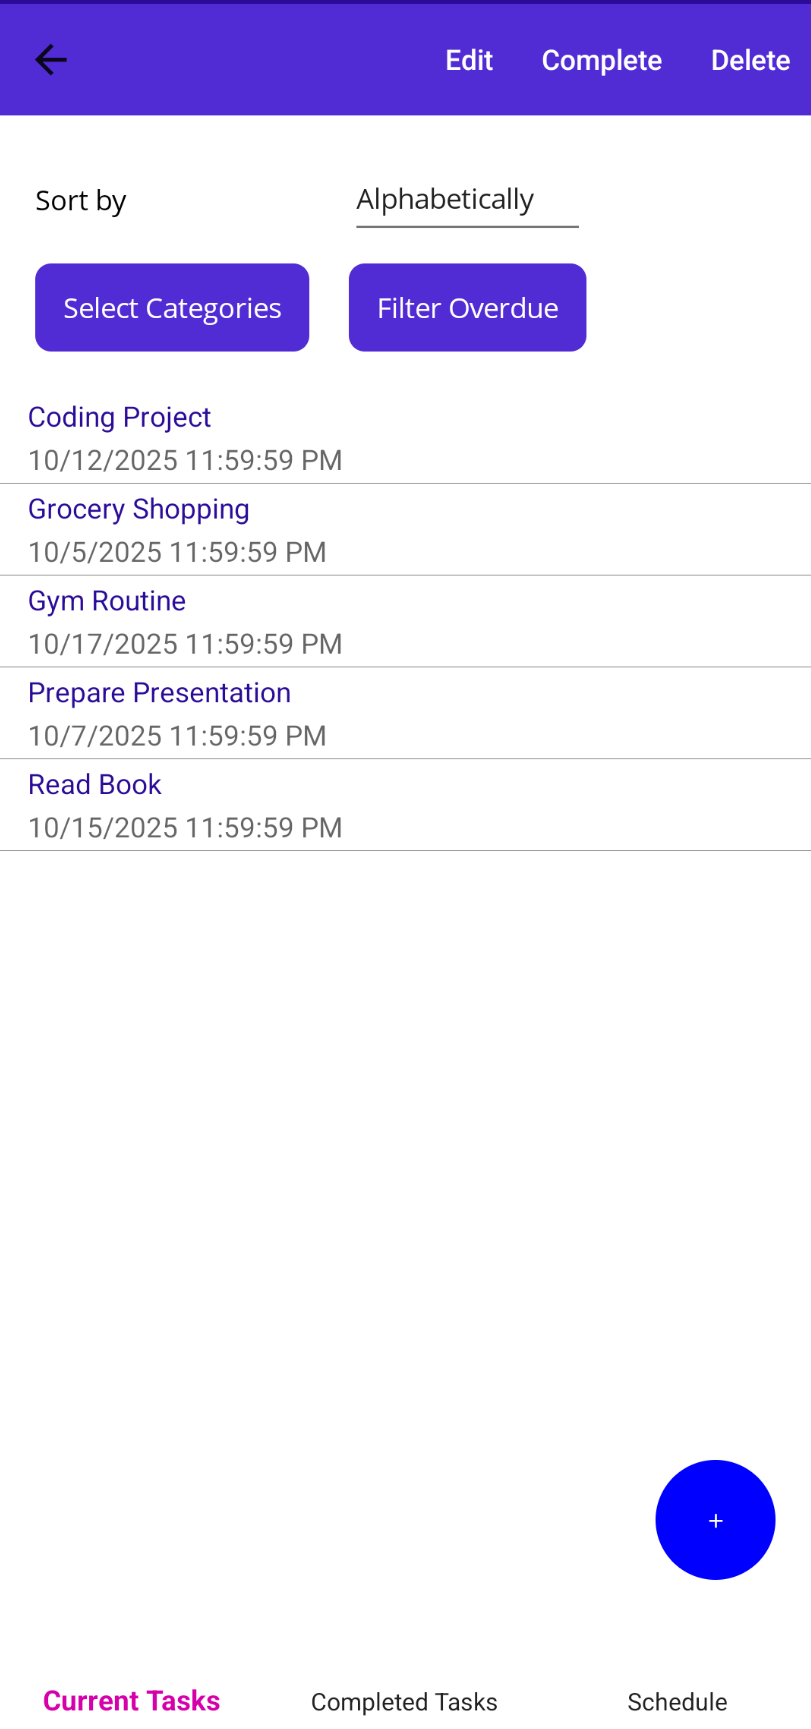 Edit Complete Delete
Sort by Alphabetically
Select Categories Filter Overdue
Coding Project
10/12/2025 11:59:59 PM
Grocery Shopping
10/5/2025 11:59:59 PM
Gym Routine
10/17/2025 11:59:59 PM
Prepare Presentation
10/7/2025 11:59:59 PM
Read Book
10/15/2025 11:59:59 PM
+
Current Tasks Completed Tasks Schedule